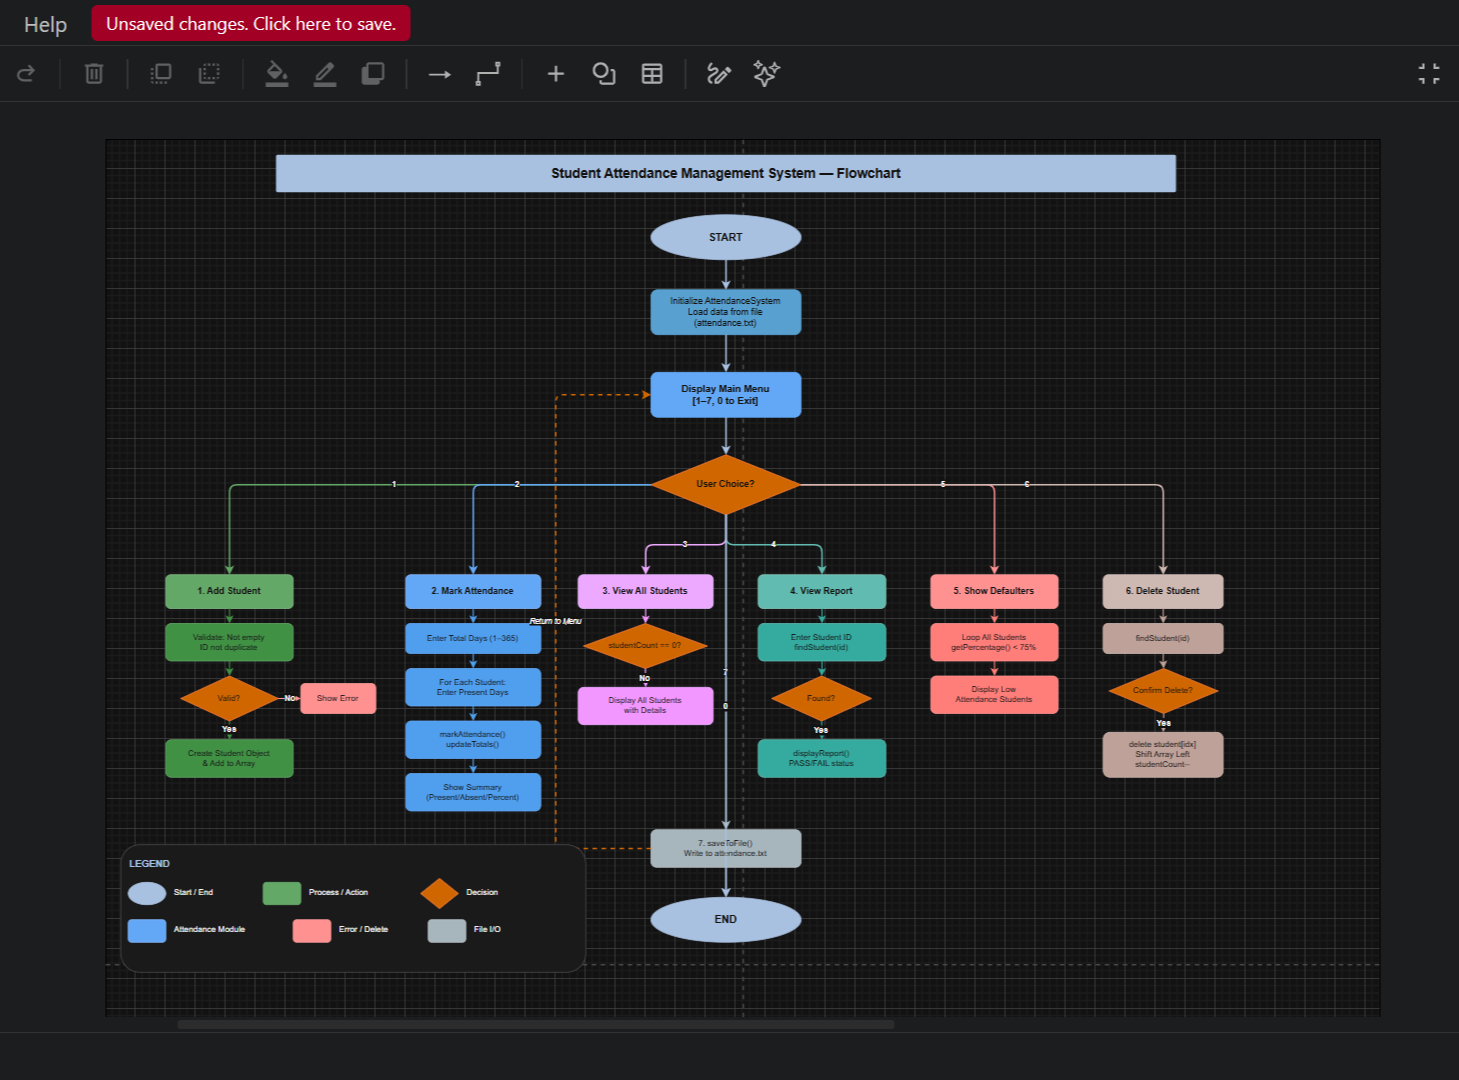 Help
Unsaved changes. Click here to save.
Student Attendance Management System — Flowchart
START
Initialize AttendanceSystem
Load data from file
(attendance.txt)
Display Main Menu
[1–7, 0 to Exit]
User Choice?
1
2
5
6
3
4
1. Add Student
2. Mark Attendance
3. View All Students
4. View Report
5. Show Defaulters
6. Delete Student
Return to Menu
Validate: Not empty
ID not duplicate
Enter Total Days (1–365)
studentCount == 0?
Enter Student ID
findStudent(id)
Loop All Students
getPercentage() < 75%
findStudent(id)
For Each Student:
Enter Present Days
No
7
Valid?
No
Show Error
Display All Students
with Details
0
Found?
Display Low
Attendance Students
Confirm Delete?
Yes
markAttendance()
updateTotals()
Yes
Yes
Create Student Object
& Add to Array
displayReport()
PASS/FAIL status
delete student[idx]
Shift Array Left
studentCount--
Show Summary
(Present/Absent/Percent)
7. saveToFile()
Write to attendance.txt
LEGEND
Start / End
Process / Action
Decision
Attendance Module
Error / Delete
File I/O
END